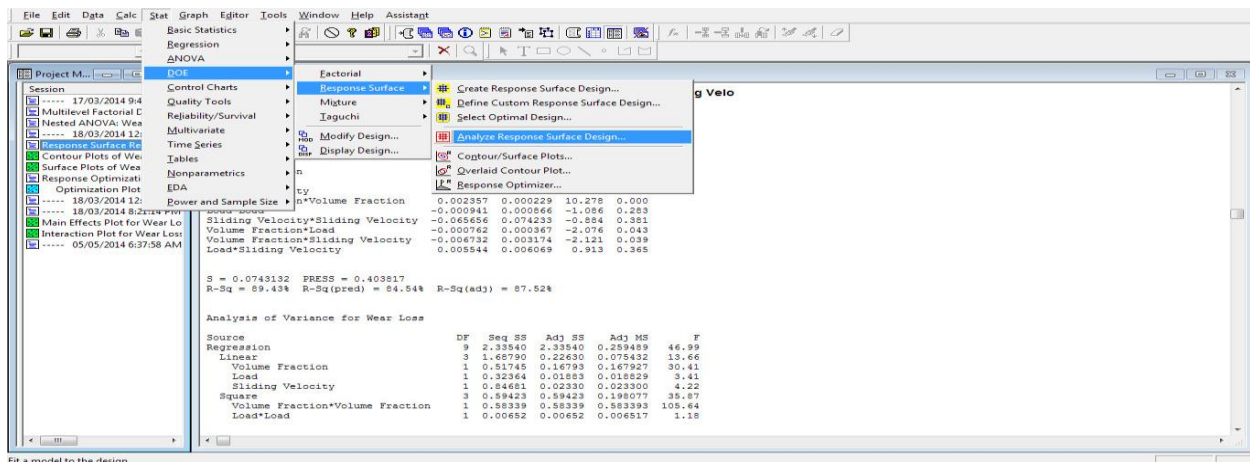 File Edit Data Calc Stat Graph Editor Tools Window Help Assistant
Basic Statistics
Regression
ANOVA
DOE
Control Charts
Quality Tools
Reliability/Survival
Multivariate
Time Series
Tables
Nonparametrics
EDA
Power and Sample Size
Factorial
Response Surface
Mixture
Taguchi
Modify Design...
Display Design...
Create Response Surface Design...
Define Custom Response Surface Design...
Select Optimal Design...
Analyze Response Surface Design...
Contour/Surface Plots...
Overlaid Contour Plot...
Response Optimizer...
Project M...
Session
----- 17/03/2014 9:4
Multilevel Factorial D
Nested ANOVA: Wea
----- 18/03/2014 12:
Response Surface Re
Contour Plots of Wea
Surface Plots of Wea
Response Optimizati
Optimization Plot
----- 18/03/2014 12:
----- 18/03/2014 8:21:14 PM
Main Effects Plot for Wear Lo
Interaction Plot for Wear Loss
----- 05/05/2014 6:37:58 AM
g Velo
n
ty
n*Volume Fraction 0.002357 0.000229 10.278 0.000
Load*Load -0.000941 0.000866 -1.086 0.283
Sliding Velocity*Sliding Velocity -0.065656 0.074233 -0.884 0.381
Volume Fraction*Load -0.000762 0.000367 -2.076 0.043
Volume Fraction*Sliding Velocity -0.006732 0.003174 -2.121 0.039
Load*Sliding Velocity 0.005544 0.006069 0.913 0.365
S = 0.0743132 PRESS = 0.403817
R-Sq = 89.43% R-Sq(pred) = 84.54% R-Sq(adj) = 87.52%
Analysis of Variance for Wear Loss
Source DF Seq SS Adj SS Adj MS F
Regression 9 2.33540 2.33540 0.259489 46.99
Linear 3 1.68790 0.22630 0.075432 13.66
Volume Fraction 1 0.51745 0.16793 0.167927 30.41
Load 1 0.32364 0.01883 0.018829 3.41
Sliding Velocity 1 0.84681 0.02330 0.023300 4.22
Square 3 0.59423 0.59423 0.198077 35.87
Volume Fraction*Volume Fraction 1 0.58339 0.58339 0.583393 105.64
Load*Load 1 0.00652 0.00652 0.006517 1.18
Fit a model to the design